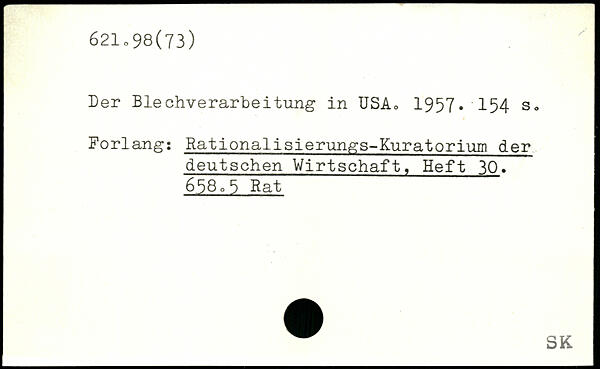 621.98(73)
Der Blechverarbeitung in USA. 1957. 154 s.
Forlang: Rationalisierungs-Kuratorium der
deutschen Wirtschaft, Heft 30.
658.5 Rat
SK